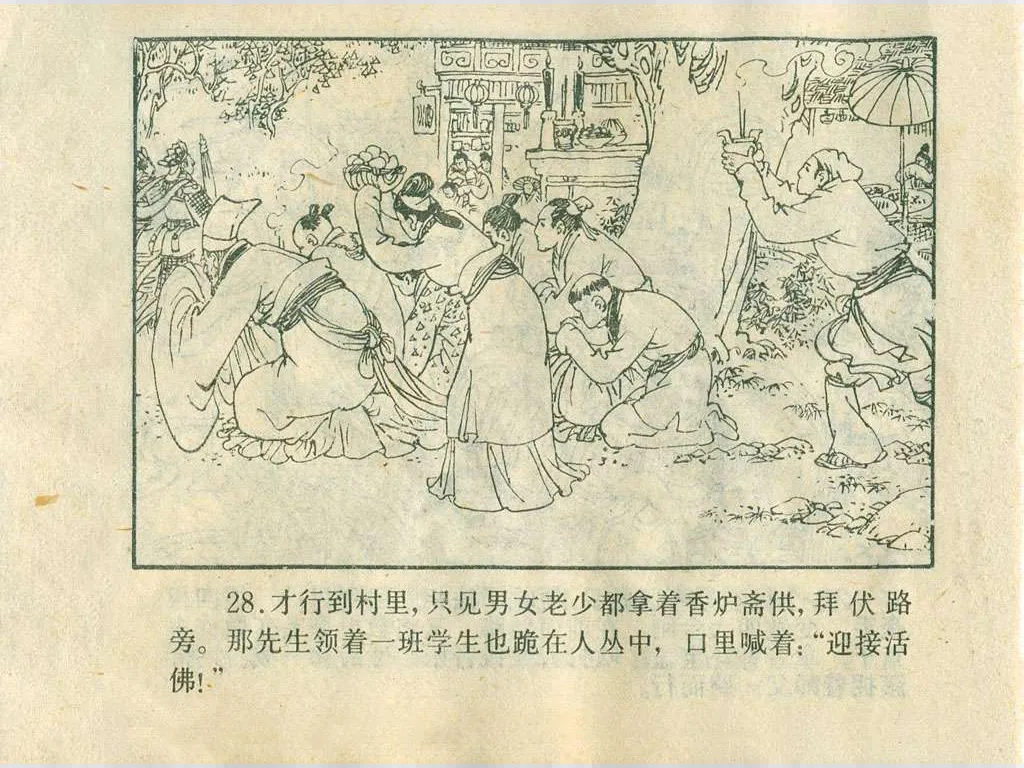 28. 才行到村里，只见男女老少都拿着香炉斋供，拜伏路
旁。那先生领着一班学生也跪在人丛中，口里喊着：“迎接活
佛！”